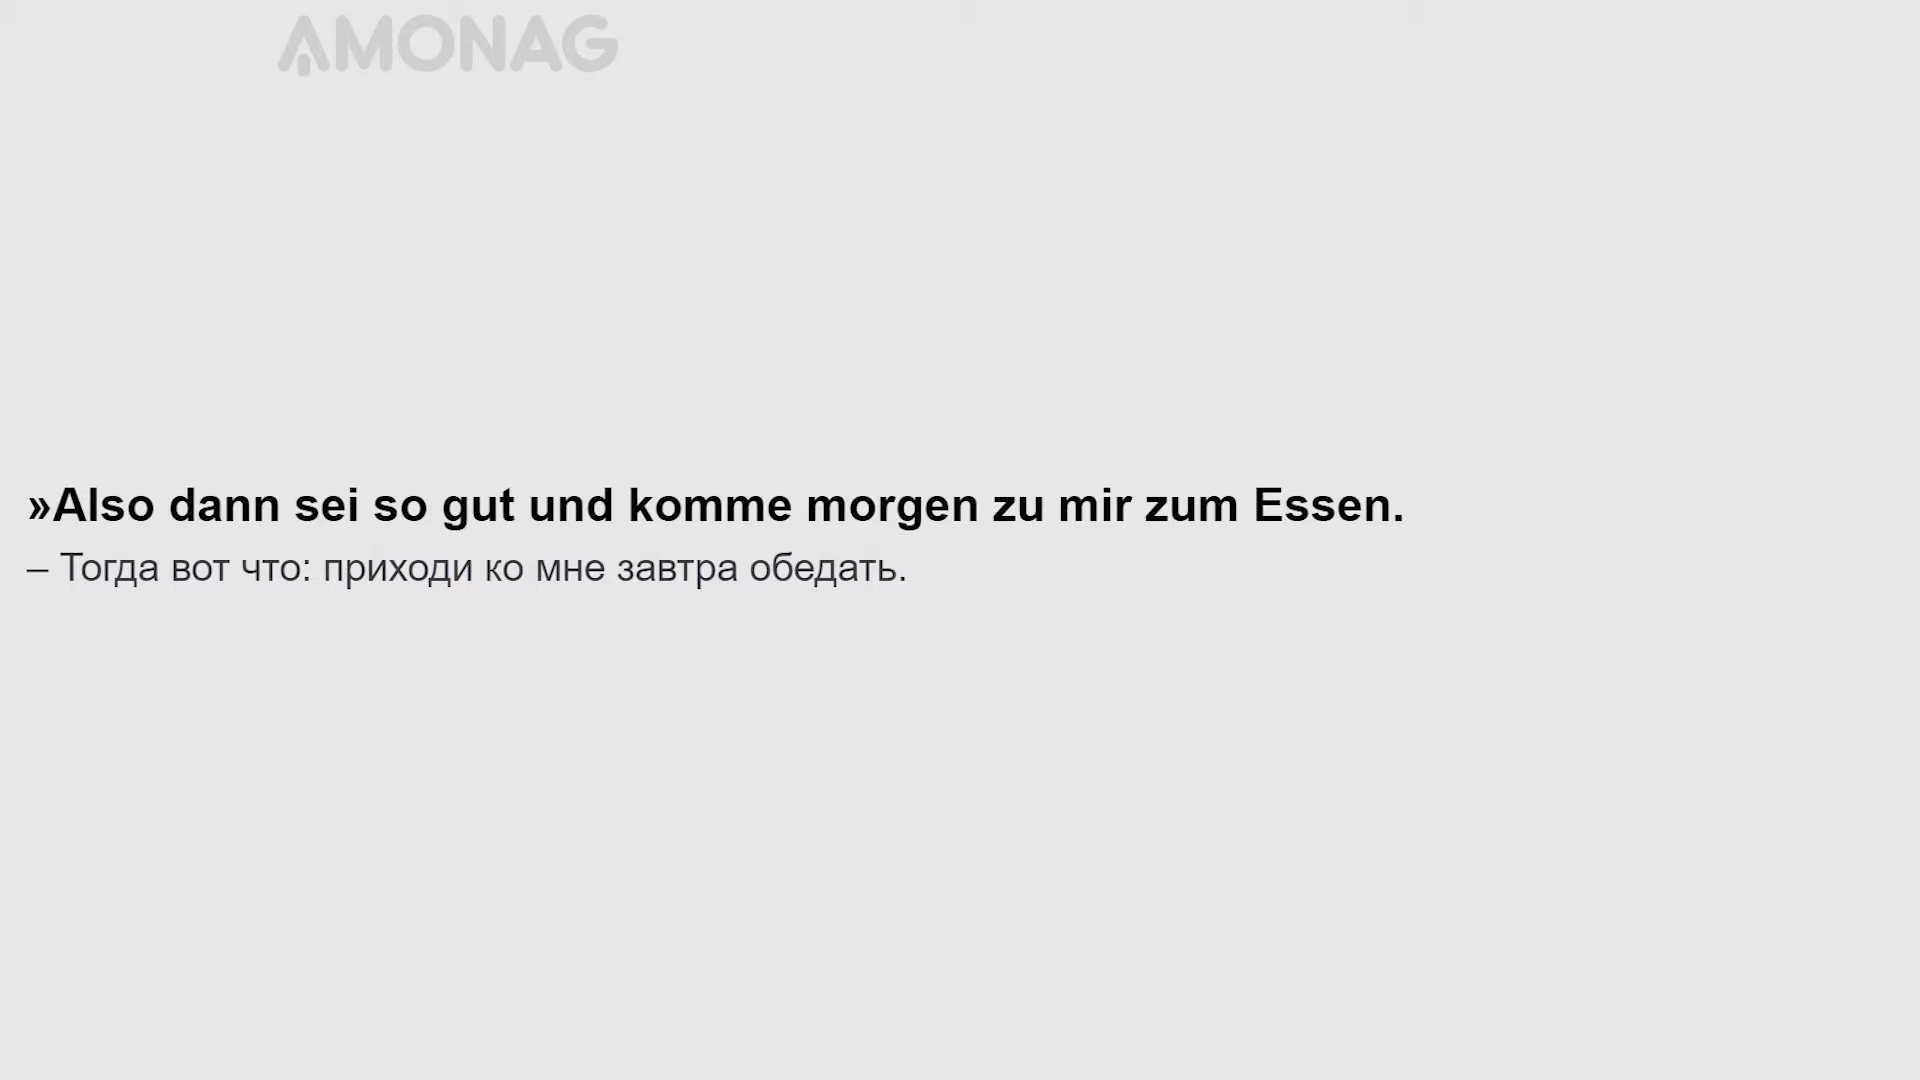 AMONAG
»Also dann sei so gut und komme morgen zu mir zum Essen.
– Тогда вот что: приходи ко мне завтра обедать.